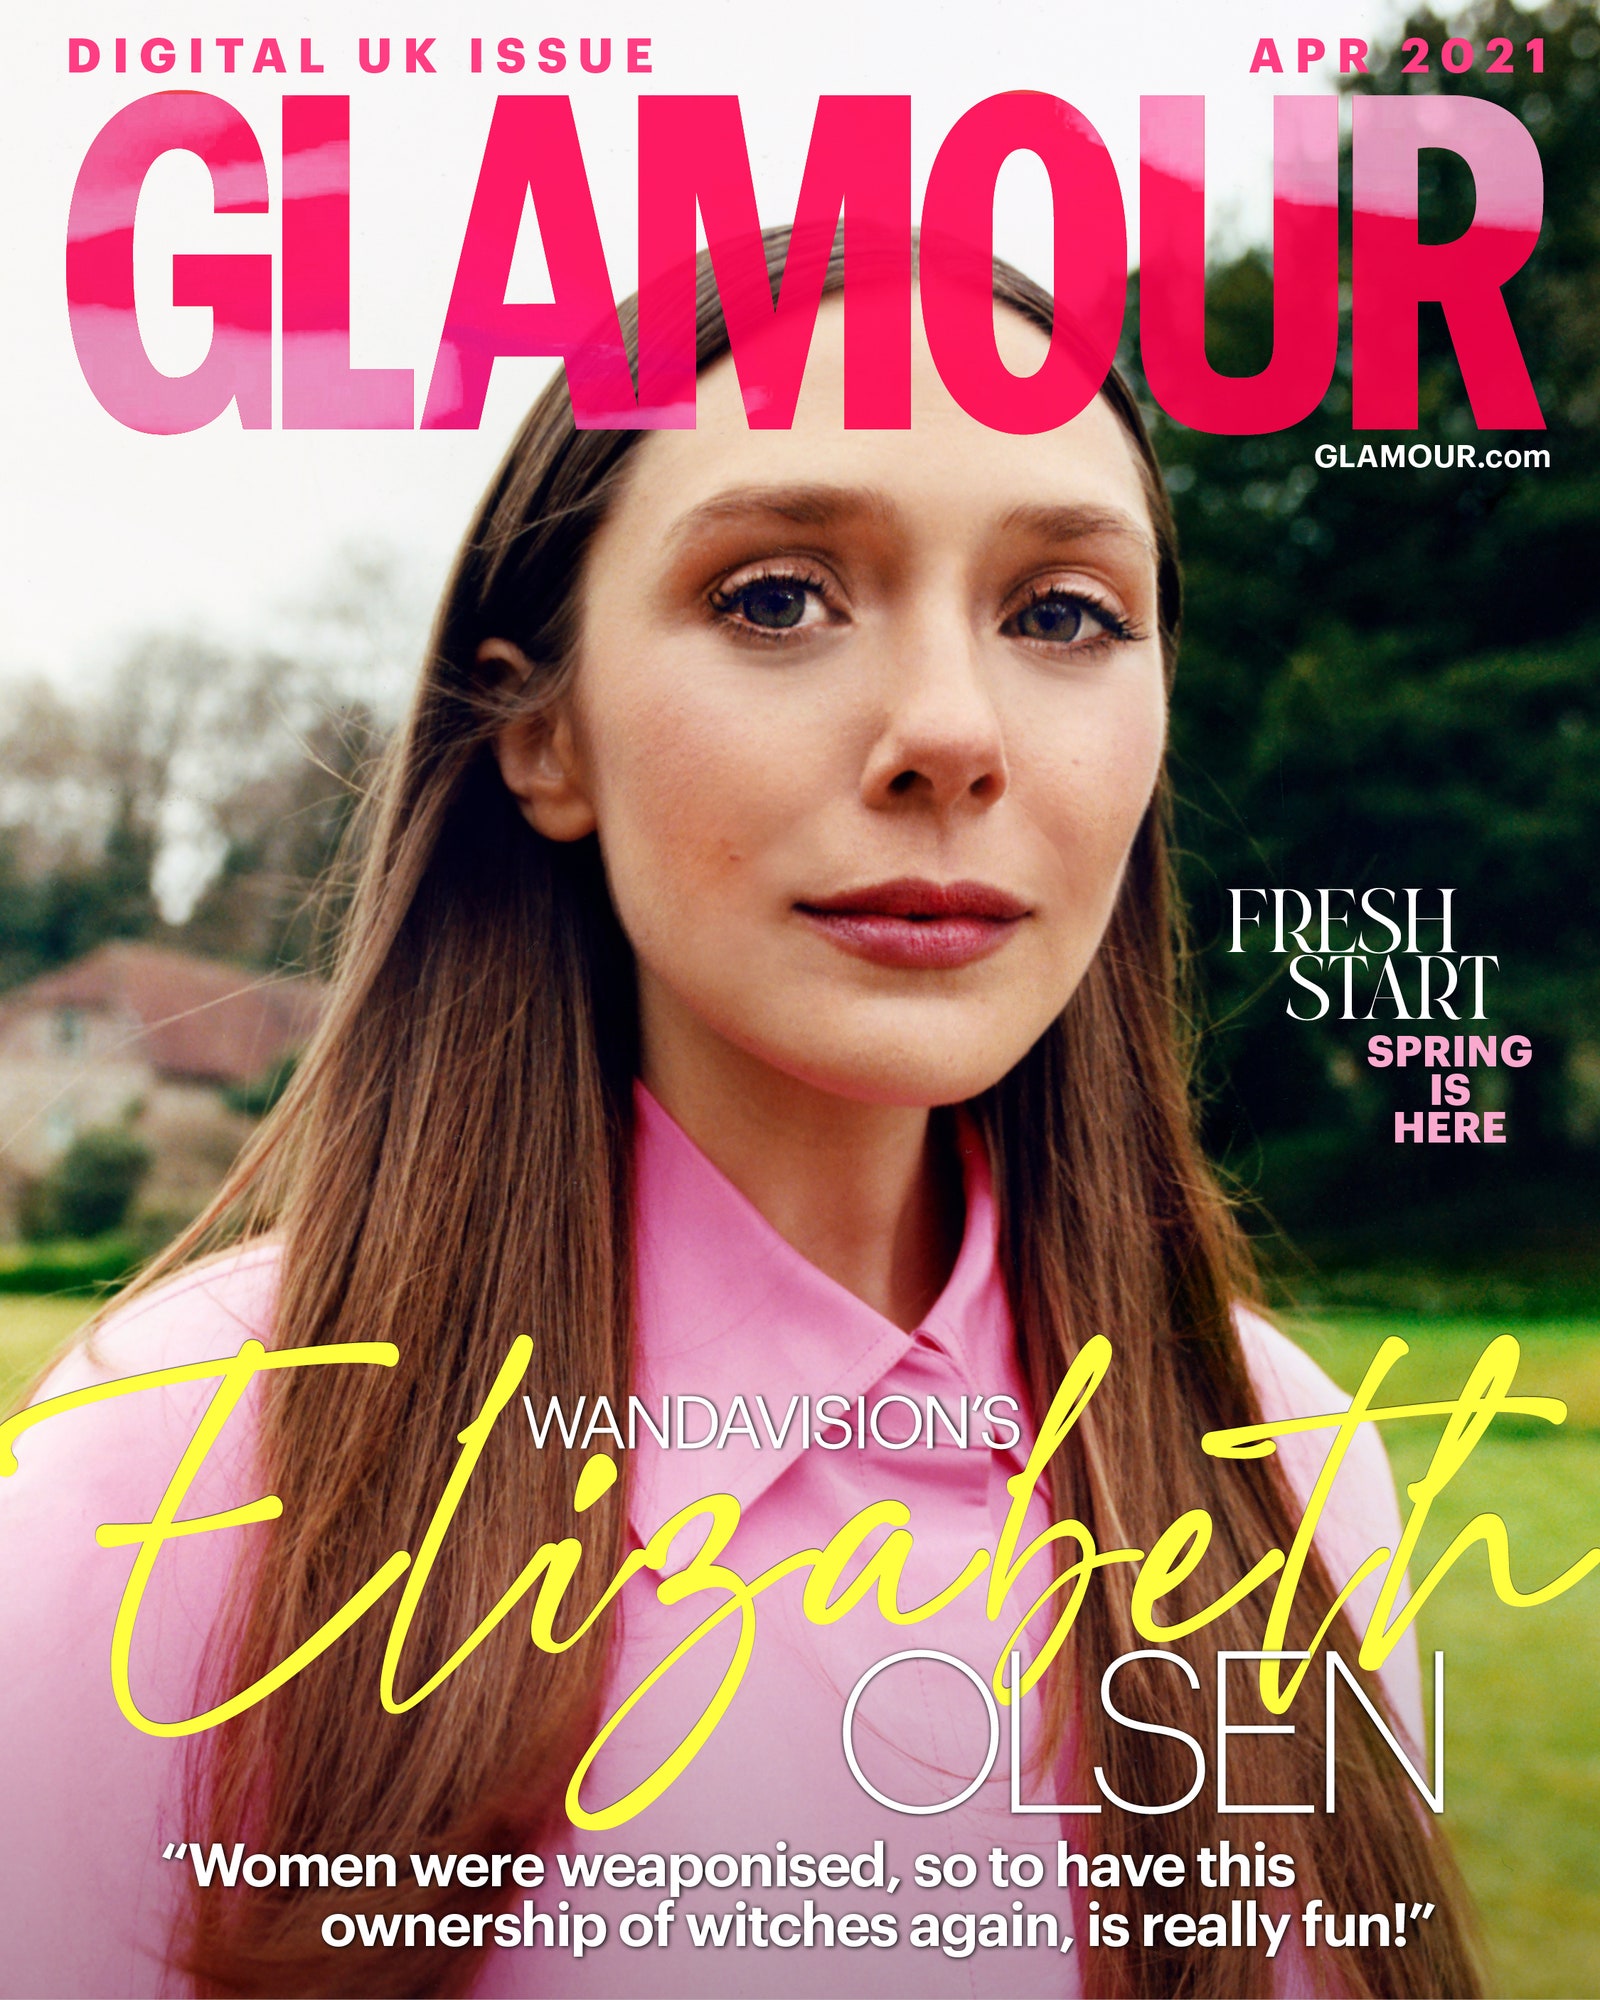 DIGITAL UK ISSUE
APR 2021
GLAMOUR
GLAMOUR.com
FRESH
START
SPRING
IS
HERE
WANDAVISION'S
Elizabeth
OLSEN
“Women were weaponised, so to have this
ownership of witches again, is really fun!”